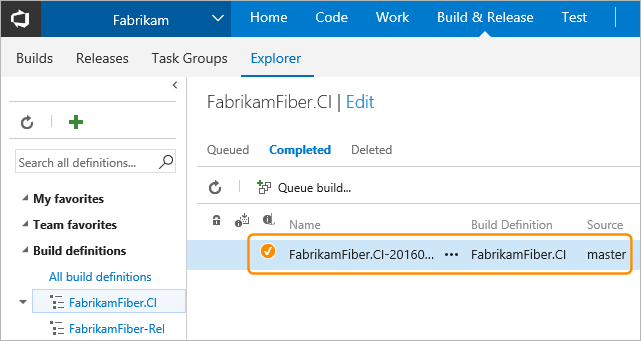 Fabrikam Home Code Work Build & Release Test
Builds Releases Task Groups Explorer
FabrikamFiber.CI | Edit
Search all definitions...
Queued Completed Deleted
Queue build...
My favorites
Team favorites
Build definitions
All build definitions
FabrikamFiber.CI
FabrikamFiber-Rel
Name Build Definition Source
FabrikamFiber.CI-20160... ••• FabrikamFiber.CI master